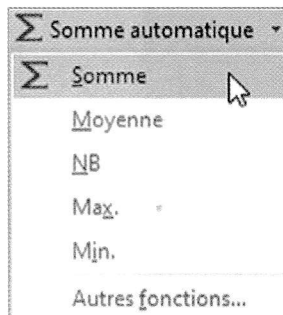 Σ Somme automatique
Σ Somme
Moyenne
NB
Max.
Min.
Autres fonctions...